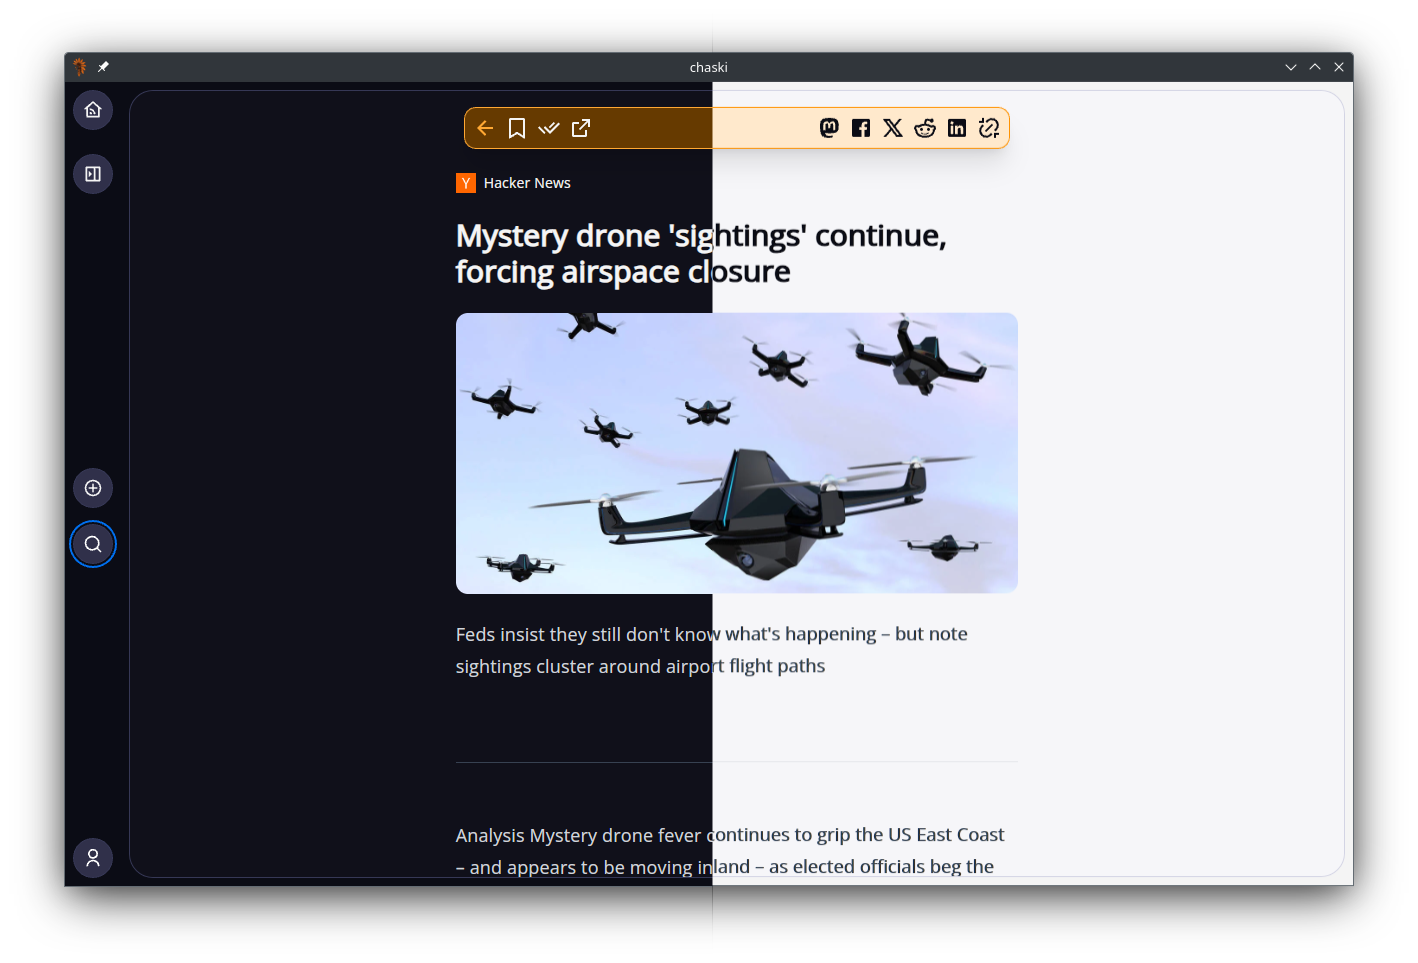 chaski
Y Hacker News
Mystery drone 'sightings' continue,
forcing airspace closure
Feds insist they still don't know what's happening – but note
sightings cluster around airport flight paths
Analysis Mystery drone fever continues to grip the US East Coast
– and appears to be moving inland – as elected officials beg the